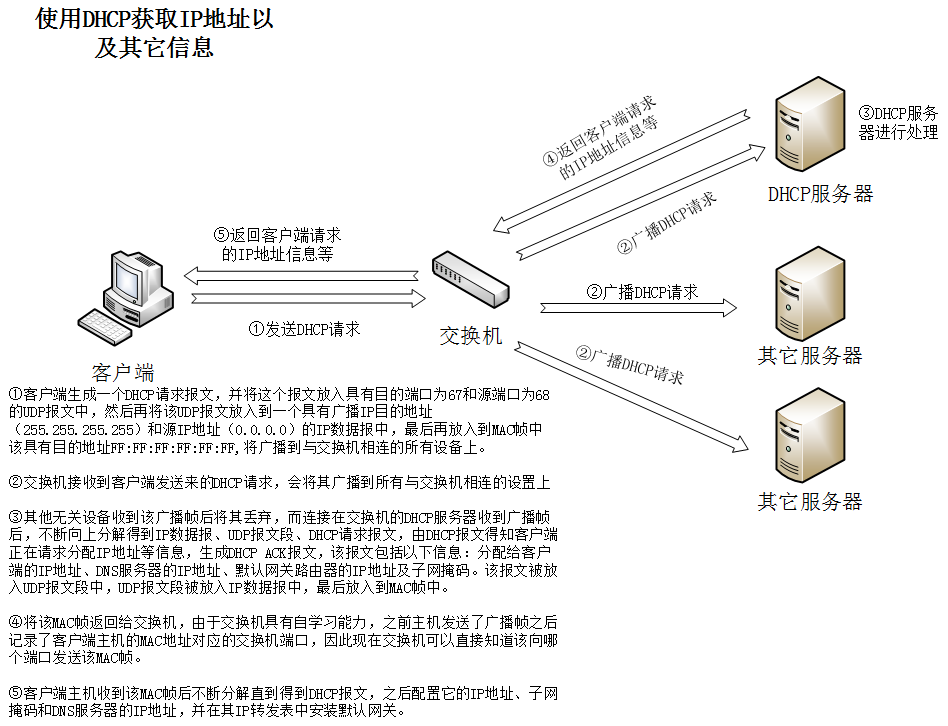 使用DHCP获取IP地址以
及其它信息
③DHCP服务
器进行处理
④返回客户端请求
的IP地址信息等
DHCP服务器
②广播DHCP请求
⑤返回客户端请求
的IP地址信息等
②广播DHCP请求
①发送DHCP请求
交换机
其它服务器
②广播DHCP请求
客户端
其它服务器
①客户端生成一个DHCP请求报文，并将这个报文放入具有目的端口为67和源端口为68
的UDP报文中，然后再将该UDP报文放入到一个具有广播IP目的地址
（255.255.255.255）和源IP地址（0.0.0.0）的IP数据报中，最后再放入到MAC帧中
该具有目的地址FF:FF:FF:FF:FF:FF,将广播到与交换机相连的所有设备上。
②交换机接收到客户端发送来的DHCP请求，会将其广播到所有与交换机相连的设置上
③其他无关设备收到该广播帧后将其丢弃，而连接在交换机的DHCP服务器收到广播帧
后，不断向上分解得到IP数据报、UDP报文段、DHCP请求报文，由DHCP报文得知客户端
正在请求分配IP地址等信息，生成DHCP ACK报文，该报文包括以下信息：分配给客户
端的IP地址、DNS服务器的IP地址、默认网关路由器的IP地址及子网掩码。该报文被放
入UDP报文段中，UDP报文段被放入IP数据报中，最后放入到MAC帧中。
④将该MAC帧返回给交换机，由于交换机具有自学习能力，之前主机发送了广播帧之后
记录了客户端主机的MAC地址对应的交换机端口，因此现在交换机可以直接知道该向哪
个端口发送该MAC帧。
⑤客户端主机收到该MAC帧后不断分解直到得到DHCP报文，之后配置它的IP地址、子网
掩码和DNS服务器的IP地址，并在其IP转发表中安装默认网关。